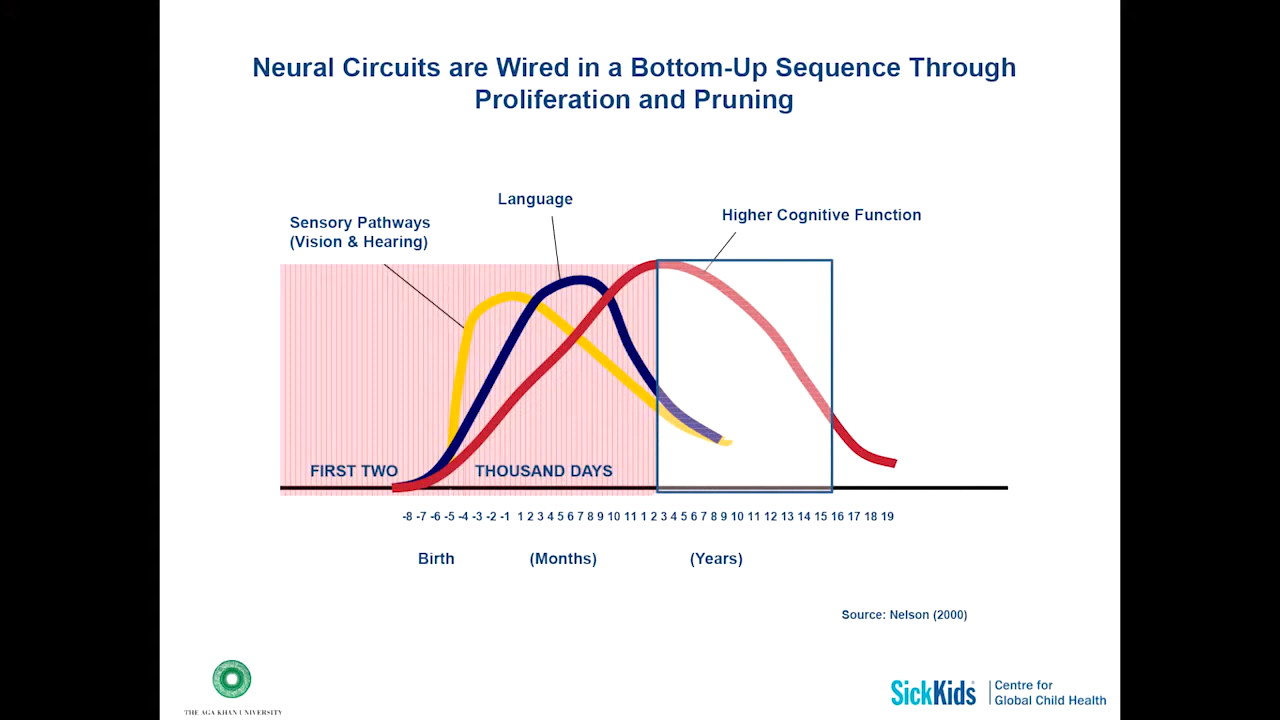 Neural Circuits are Wired in a Bottom-Up Sequence Through
Proliferation and Pruning
Language
Sensory Pathways
(Vision & Hearing)
Higher Cognitive Function
FIRST TWO THOUSAND DAYS
-8 -7 -6 -5 -4 -3 -2 -1 1 2 3 4 5 6 7 8 9 10 11 1 2 3 4 5 6 7 8 9 10 11 12 13 14 15 16 17 18 19
Birth (Months) (Years)
Source: Nelson (2000)
THE AGA KHAN UNIVERSITY
SickKids
Centre for
Global Child Health